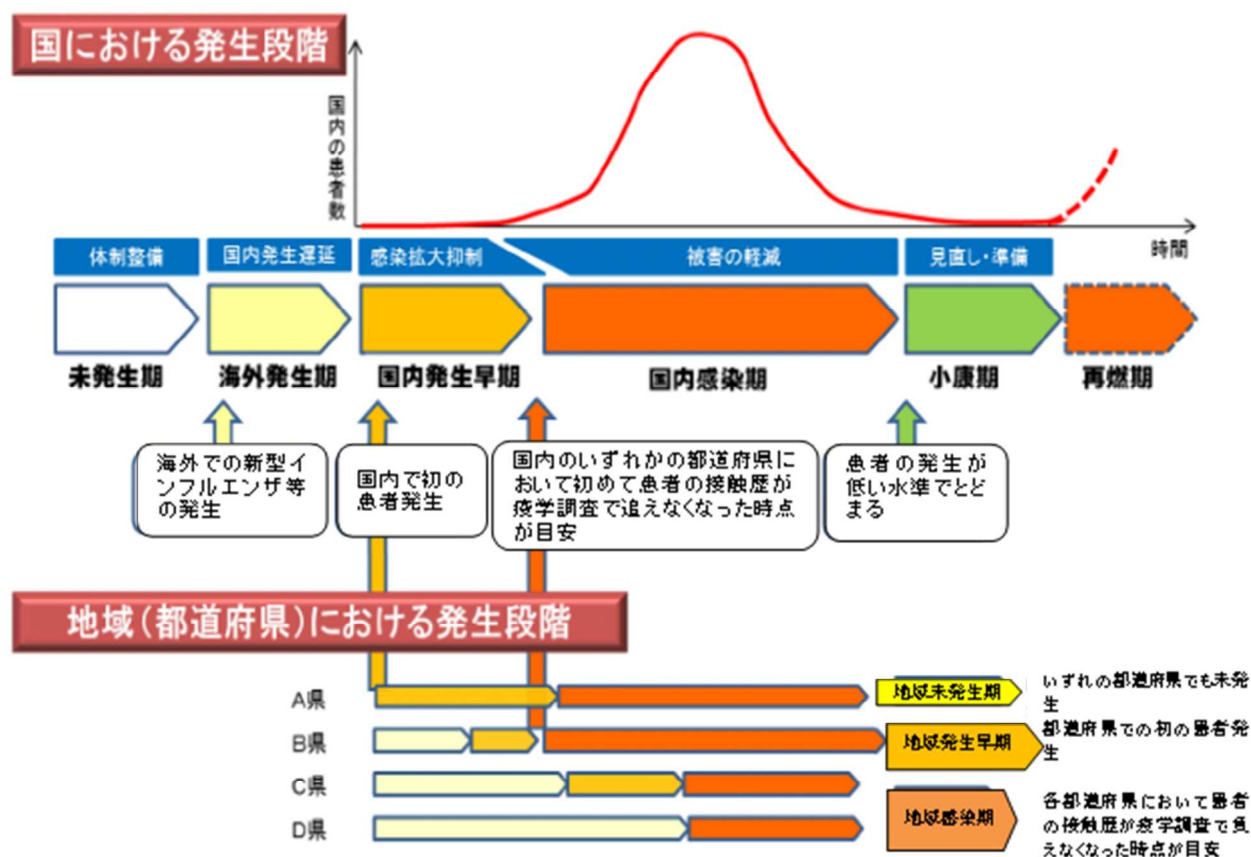 国における発生段階
国内の患者数
時間
体制整備
国内発生遅延
感染拡大抑制
被害の軽減
見直し・準備
未発生期
海外発生期
国内発生早期
国内感染期
小康期
再燃期
海外での新型イ
ンフルエンザ等
の発生
国内で初の
患者発生
国内のいずれかの都道府県に
おいて初めて患者の接触歴が
疫学調査で追えなくなった時点
が目安
患者の発生が
低い水準でとど
まる
地域(都道府県)における発生段階
A県
B県
C県
D県
地域未発生期
いずれの都道府県でも未発
生
地域発生早期
都道府県での初の患者発
生
地域感染期
各都道府県において患者
の接触歴が疫学調査で負
えなくなった時点が目安